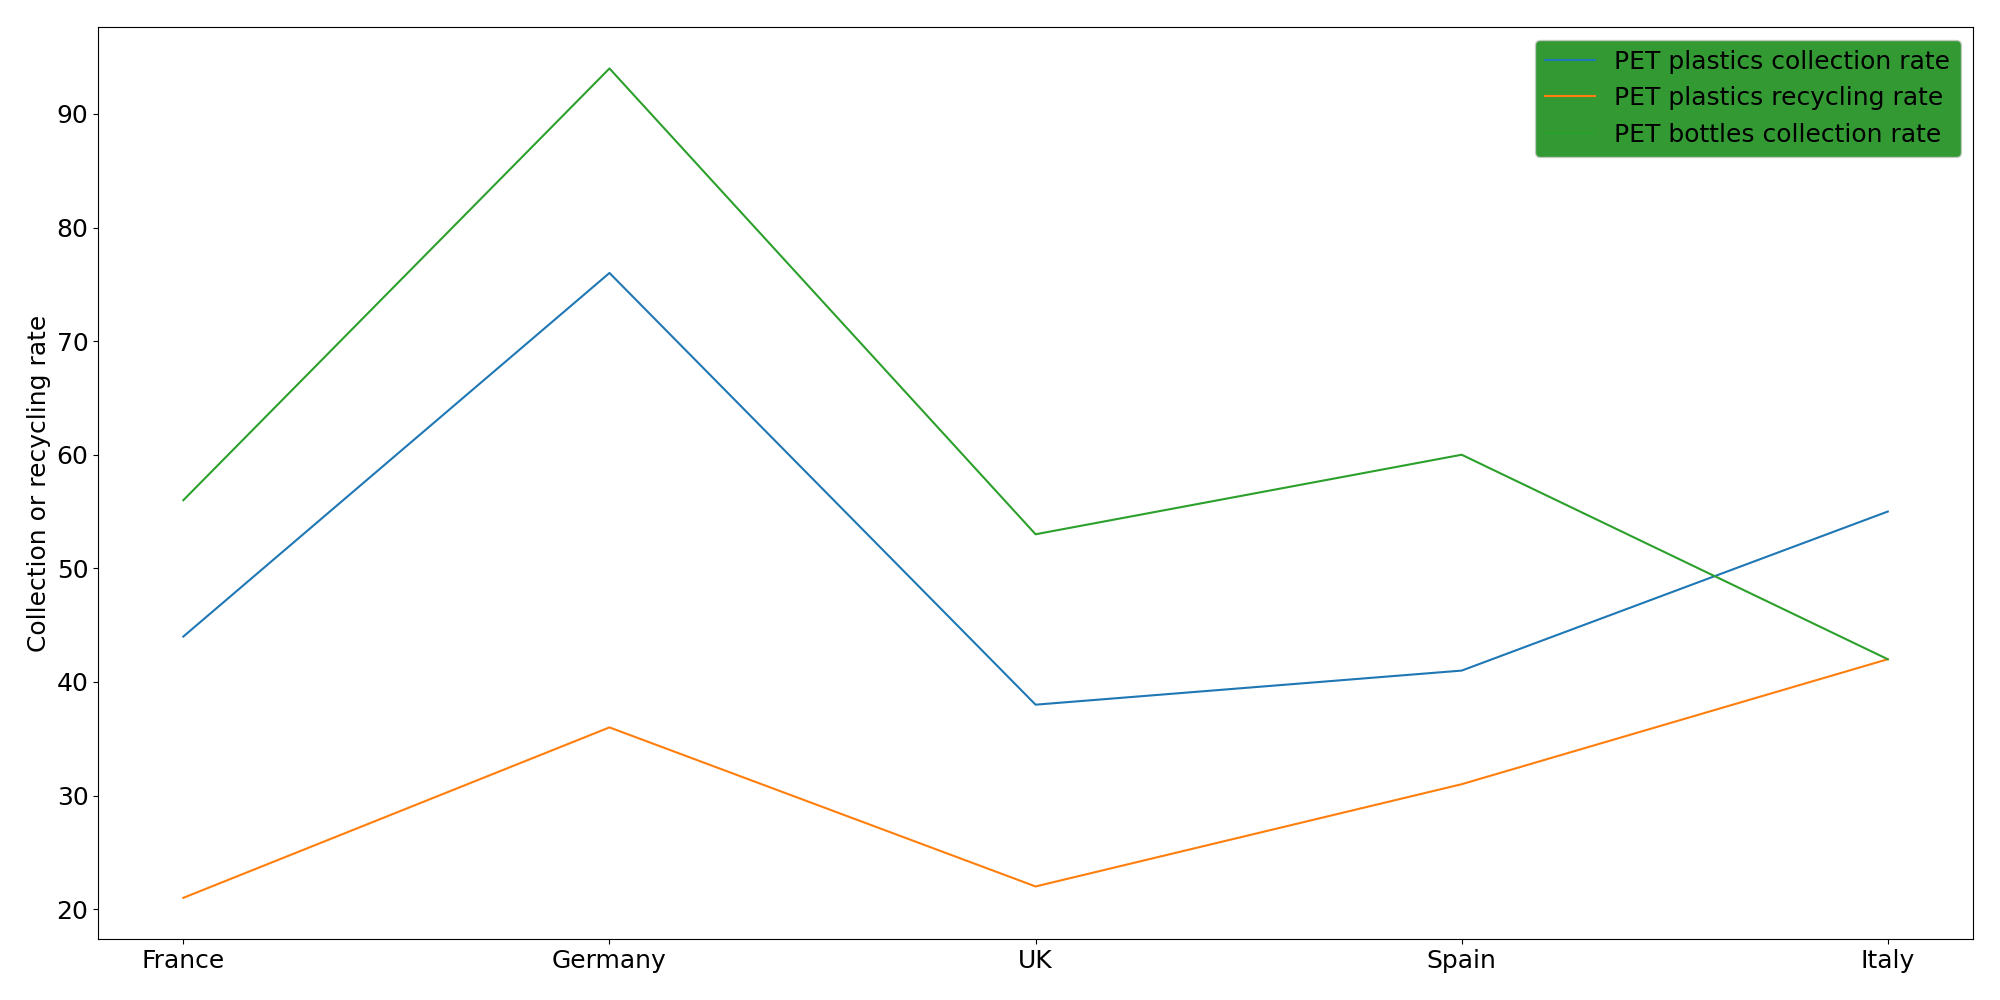 PET plastics collection rate
PET plastics recycling rate
PET bottles collection rate
Collection or recycling rate
90
80
70
60
50
40
30
20
France Germany UK Spain Italy